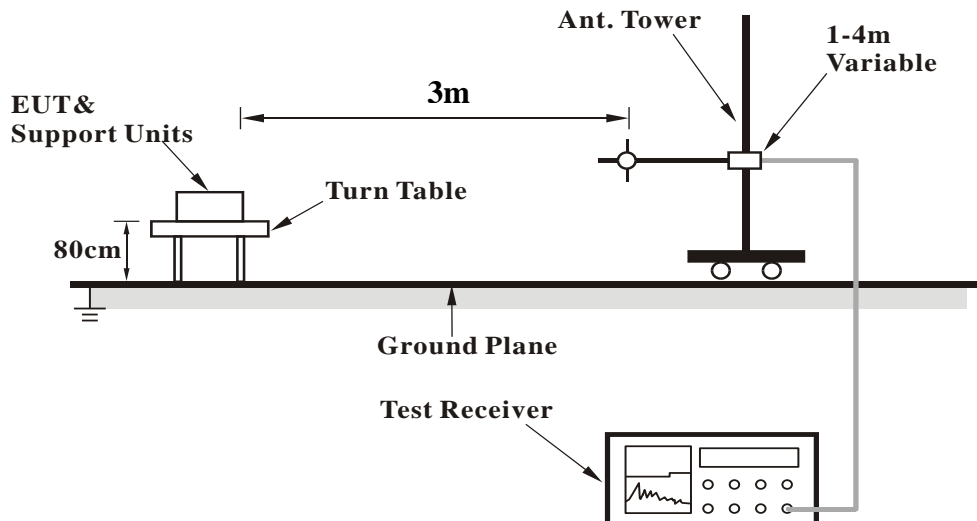 Ant. Tower
1-4m
Variable
3m
EUT&
Support Units
Turn Table
80cm
Ground Plane
Test Receiver